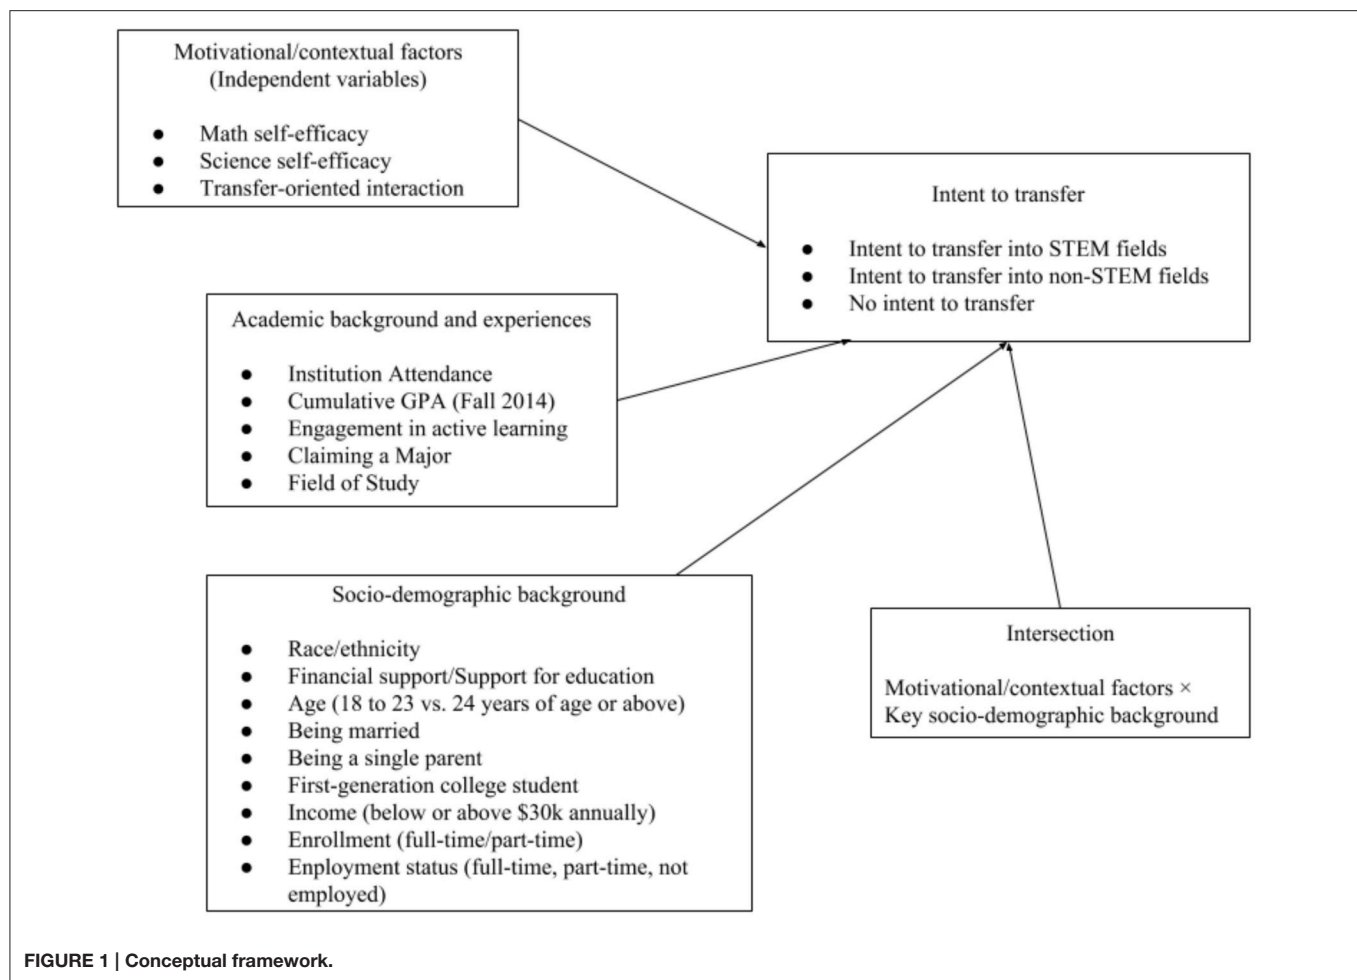 Motivational/contextual factors
(Independent variables)
● Math self-efficacy
● Science self-efficacy
● Transfer-oriented interaction
Intent to transfer
● Intent to transfer into STEM fields
● Intent to transfer into non-STEM fields
● No intent to transfer
Academic background and experiences
● Institution Attendance
● Cumulative GPA (Fall 2014)
● Engagement in active learning
● Claiming a Major
● Field of Study
Socio-demographic background
● Race/ethnicity
● Financial support/Support for education
● Age (18 to 23 vs. 24 years of age or above)
● Being married
● Being a single parent
● First-generation college student
● Income (below or above $30k annually)
● Enrollment (full-time/part-time)
● Employment status (full-time, part-time, not
employed)
Intersection
Motivational/contextual factors ×
Key socio-demographic background
FIGURE 1 | Conceptual framework.